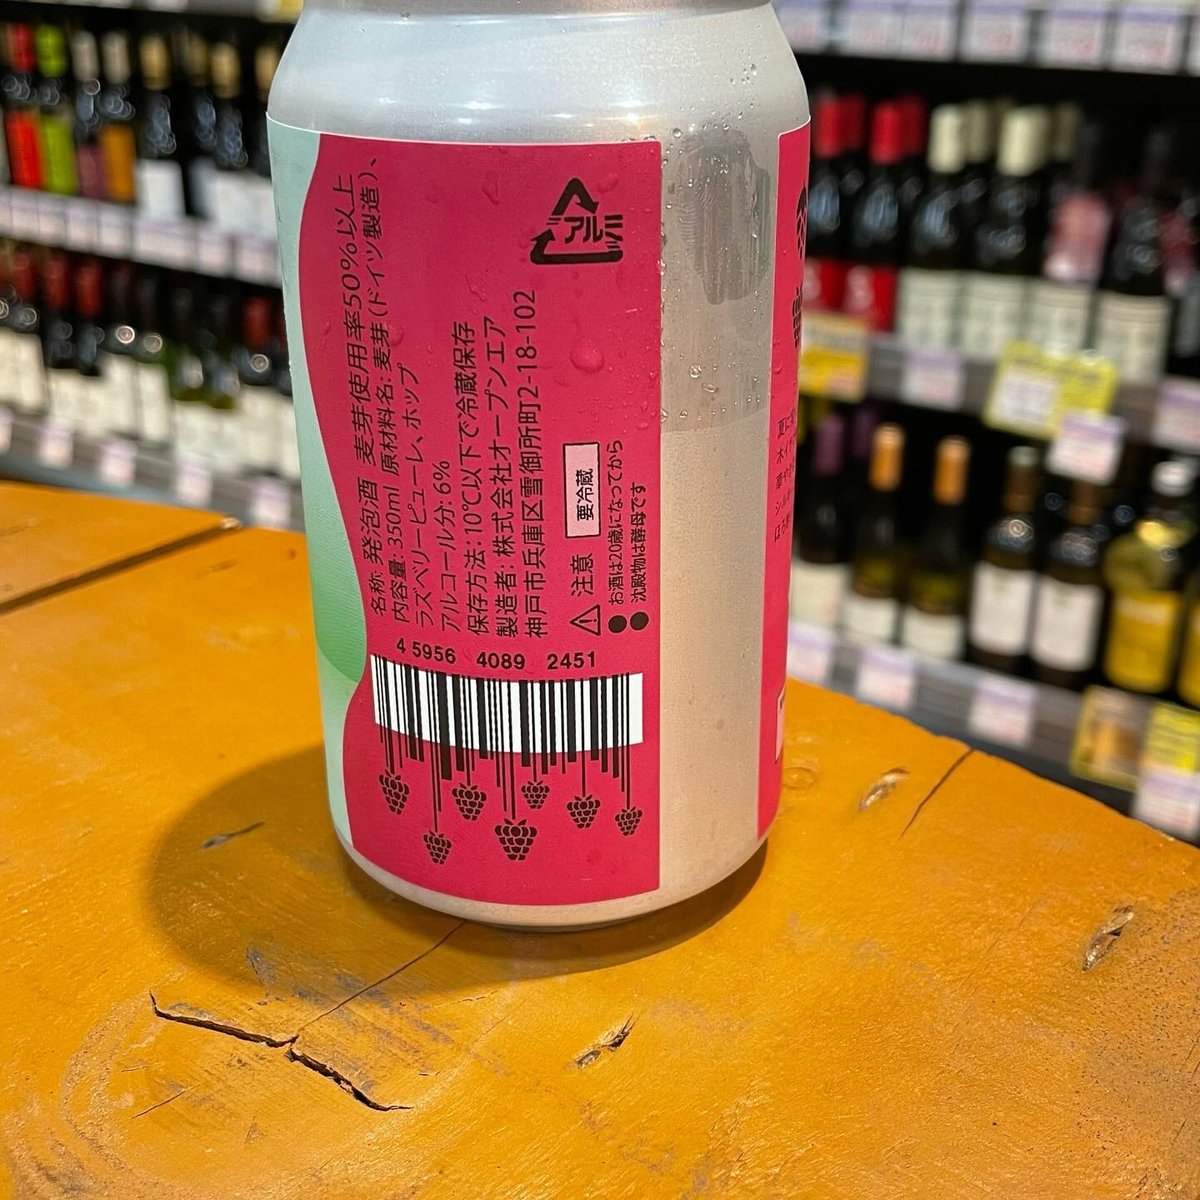 名称: 発泡酒 麦芽使用率50%以上
内容量: 350ml 原材料名: 麦芽(ドイツ製造)、
ラズベリーピューレ、ホップ
アルコール分: 6%
保存方法: 10℃以下で冷蔵保存
製造者: 株式会社オープンエア
神戸市兵庫区雪御所町2-18-102
注意 要冷蔵
●お酒は20歳になってから
●沈殿物は酵母です
アルミ
4 5956 4089 2451